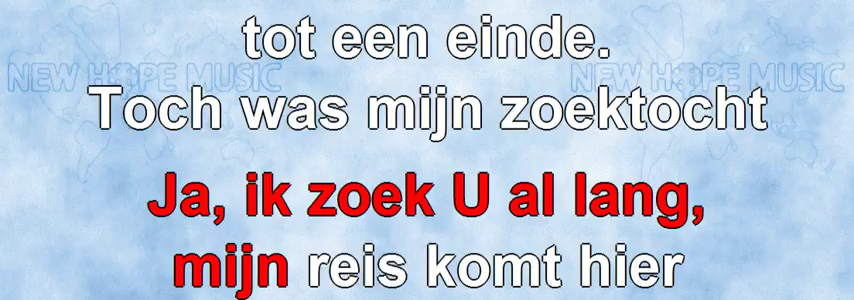 tot een einde.
NEW HOPE MUSIC NEW HOPE MUSIC
Toch was mijn zoektocht
Ja, ik zoek U al lang,
mijn reis komt hier